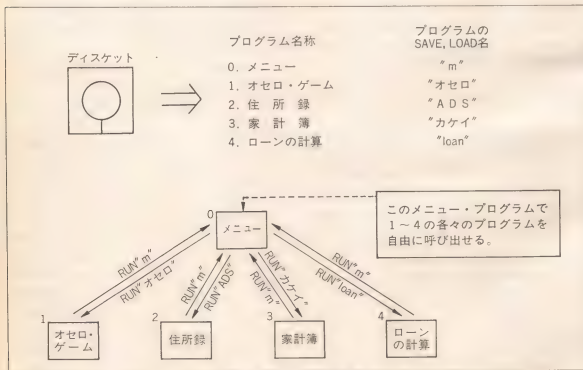 ディスケット
プログラム名称
プログラムの
SAVE, LOAD名
0. メニュー
"m"
1. オセロ・ゲーム
"オセロ"
2. 住所録
"ADS"
3. 家計簿
"カケイ"
4. ローンの計算
"loan"
このメニュー・プログラムで
1〜4の各々のプログラムを
自由に呼び出せる。
0
メニュー
RUN"m"
RUN"オセロ"
RUN"m"
RUN"ADS"
RUN"カケイ"
RUN"m"
RUN"m"
RUN"loan"
1
オセロ・
ゲーム
2
住所録
3
家計簿
4
ローン
の計算